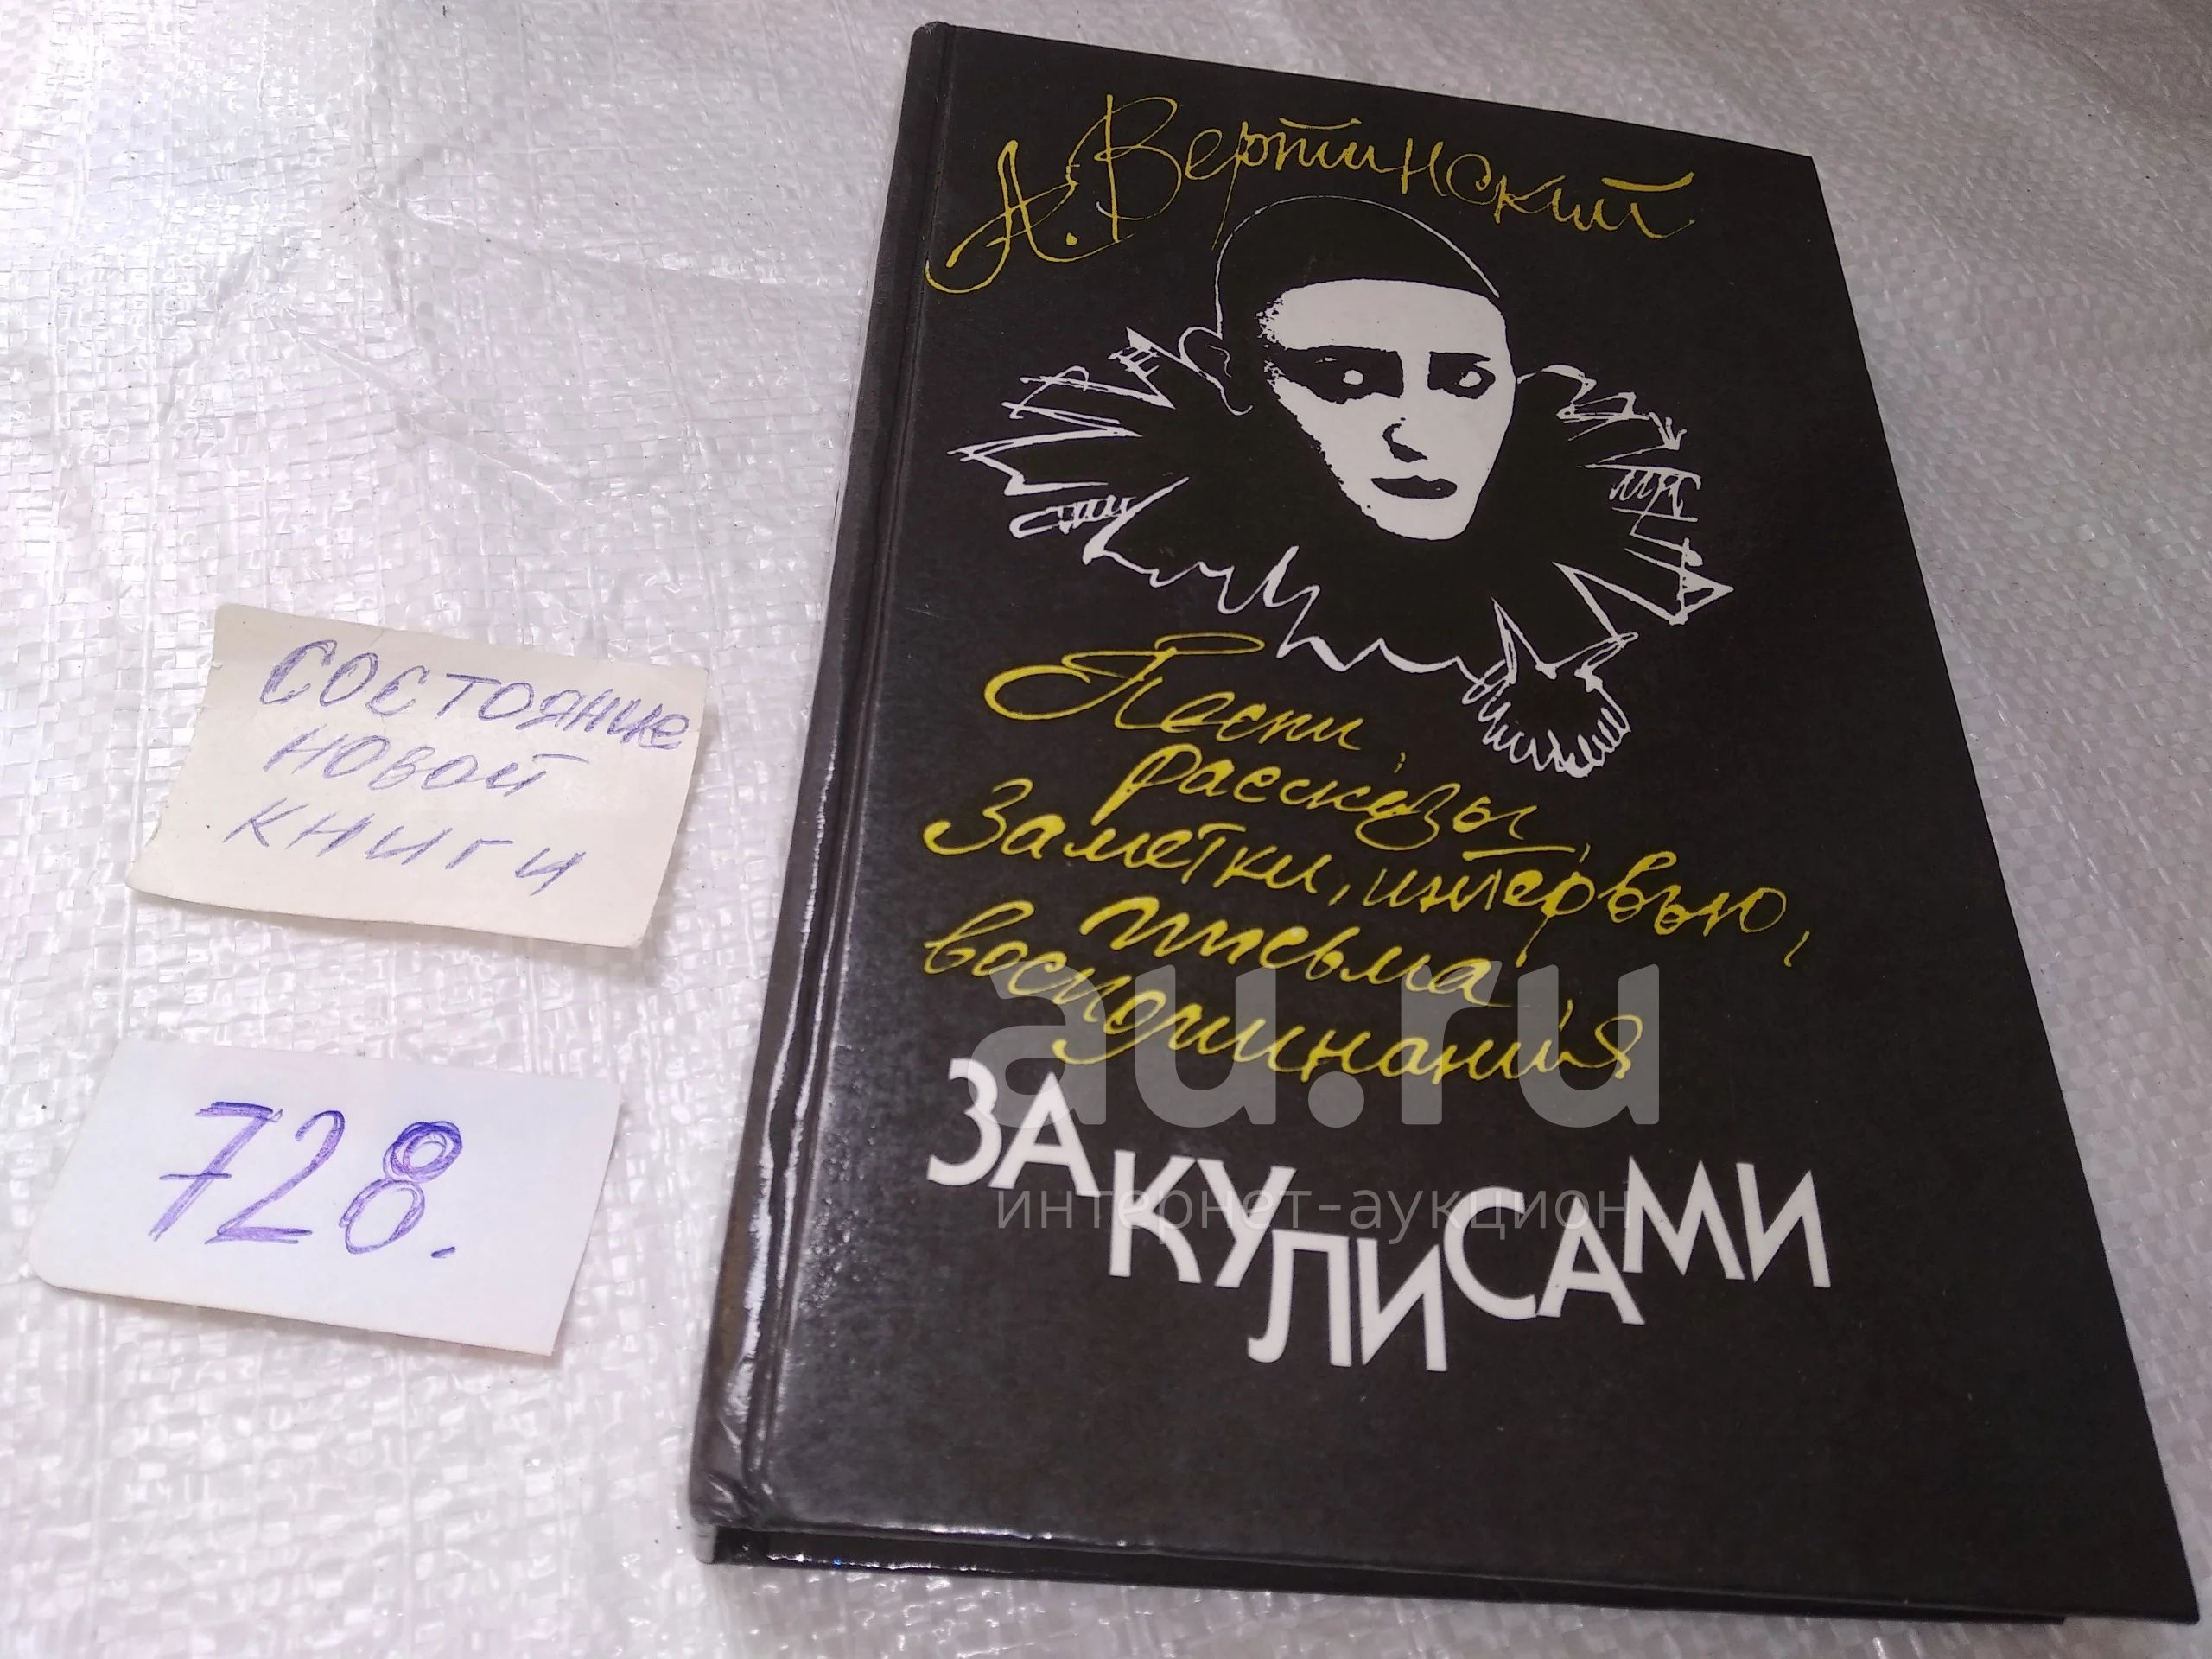 А. Вертинский
Песни,
рассказы,
Заметки, интервью,
письма,
воспоминания
ЗА КУЛИСАМИ
СОСТОЯНИЕ
НОВОЙ
КНИГИ
728.
au.ru
интернет-аукцион